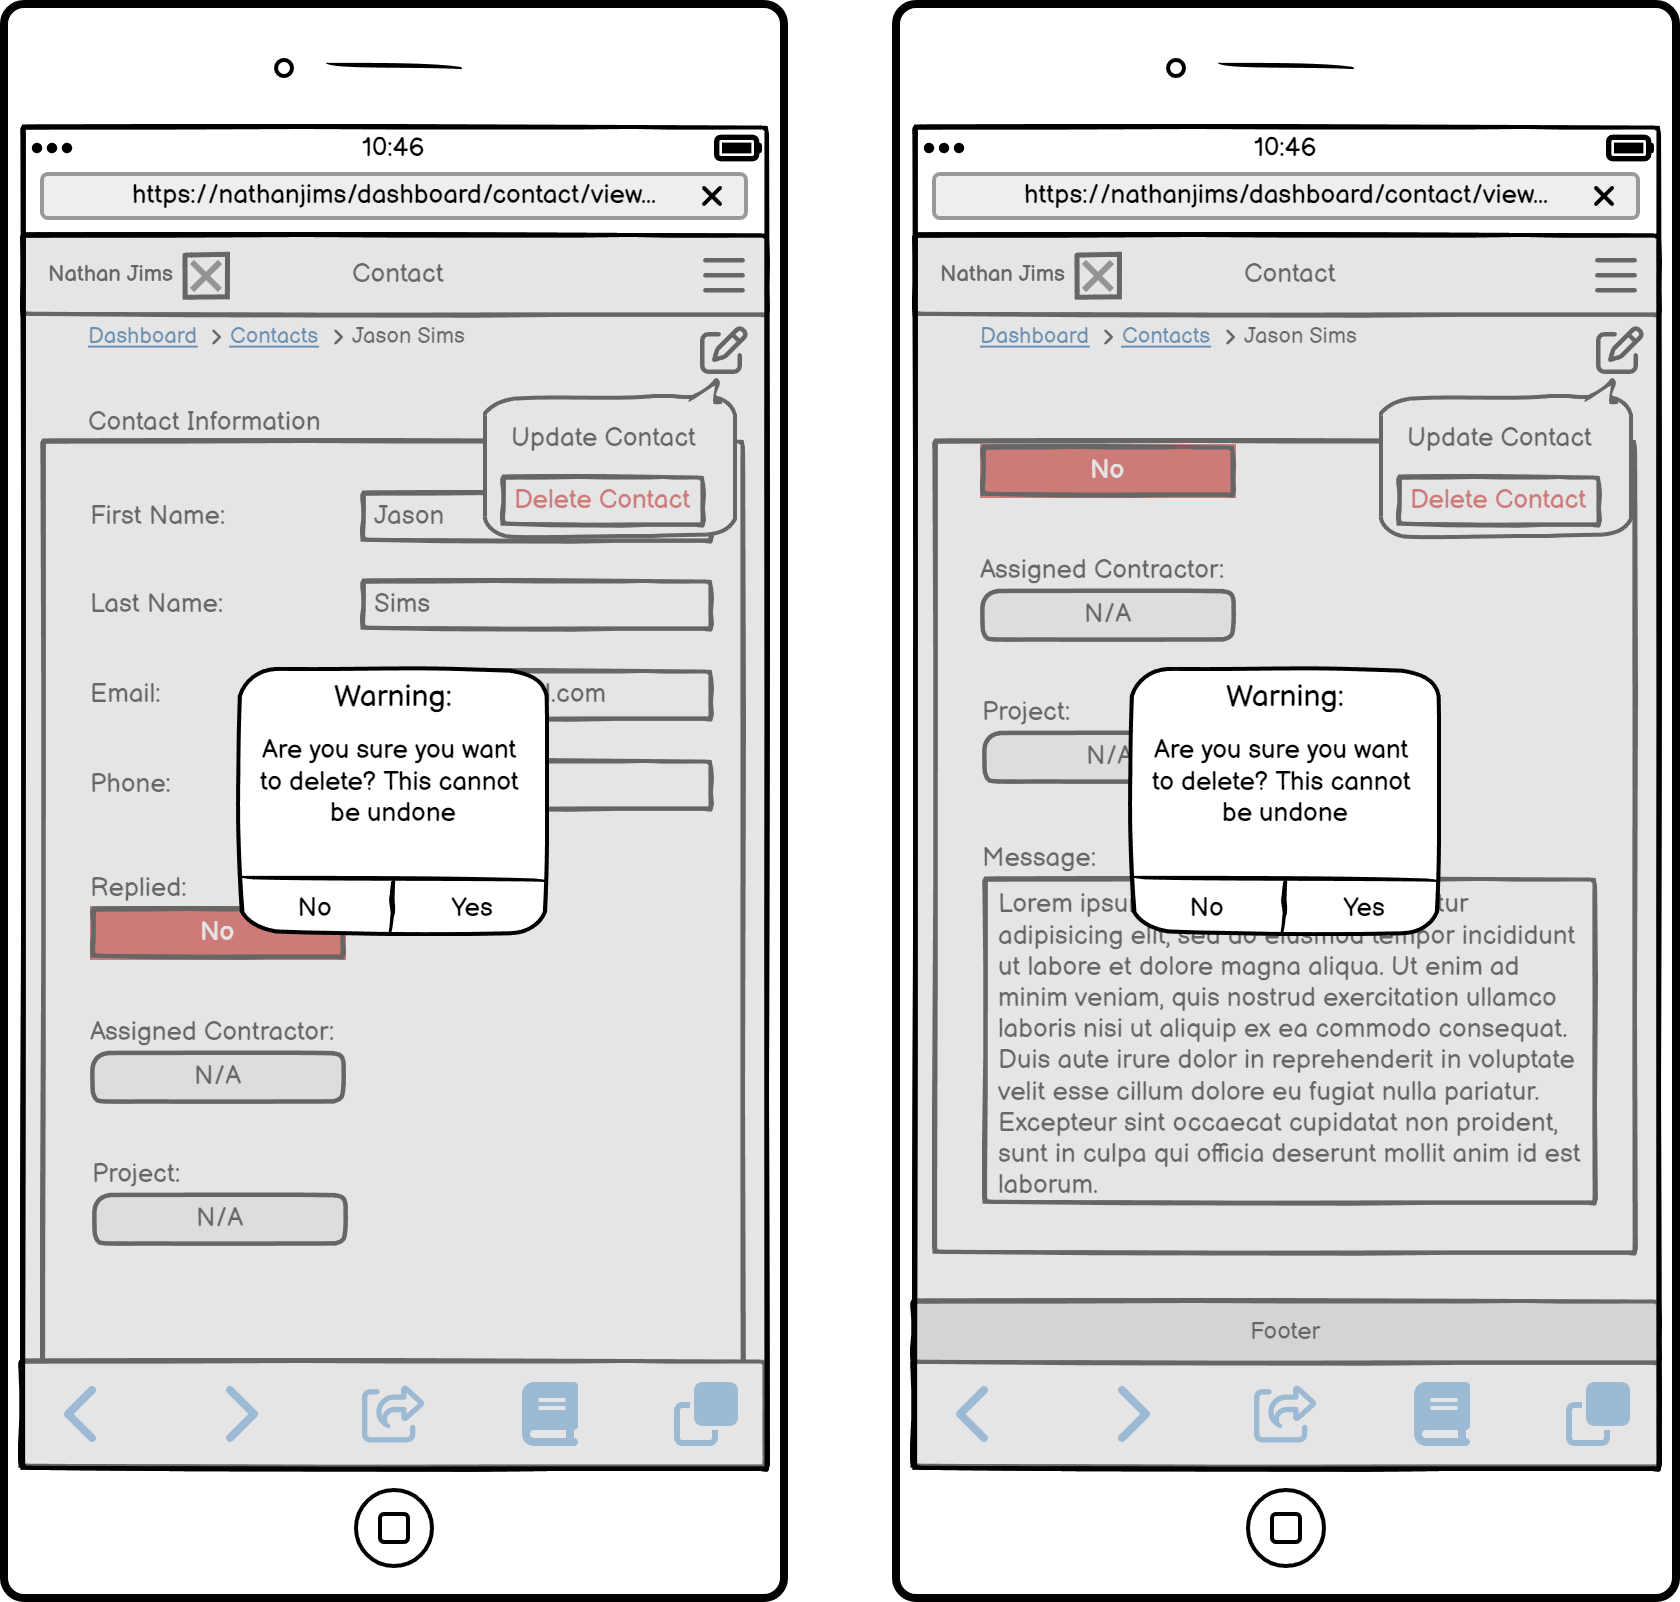 10:46
https://nathanjims/dashboard/contact/view...
Nathan Jims
Contact
Dashboard
Contacts
Jason Sims
Contact Information
Update Contact
Delete Contact
First Name:
Jason
Last Name:
Sims
Email:
.com
Phone:
Warning:
Are you sure you want
to delete? This cannot
be undone
No
Yes
Replied:
No
Assigned Contractor:
N/A
Project:
N/A
10:46
https://nathanjims/dashboard/contact/view...
Nathan Jims
Contact
Dashboard
Contacts
Jason Sims
No
Update Contact
Delete Contact
Assigned Contractor:
N/A
Project:
N/A
Warning:
Are you sure you want
to delete? This cannot
be undone
No
Yes
Message:
Lorem
adipisicing elit, sed do eiusmod tempor incididunt
ut labore et dolore magna aliqua. Ut enim ad
minim veniam, quis nostrud exercitation ullamco
laboris nisi ut aliquip ex ea commodo consequat.
Duis aute irure dolor in reprehenderit in voluptate
velit esse cillum dolore eu fugiat nulla pariatur.
Excepteur sint occaecat cupidatat non proident,
sunt in culpa qui officia deserunt mollit anim id est
laborum.
Footer